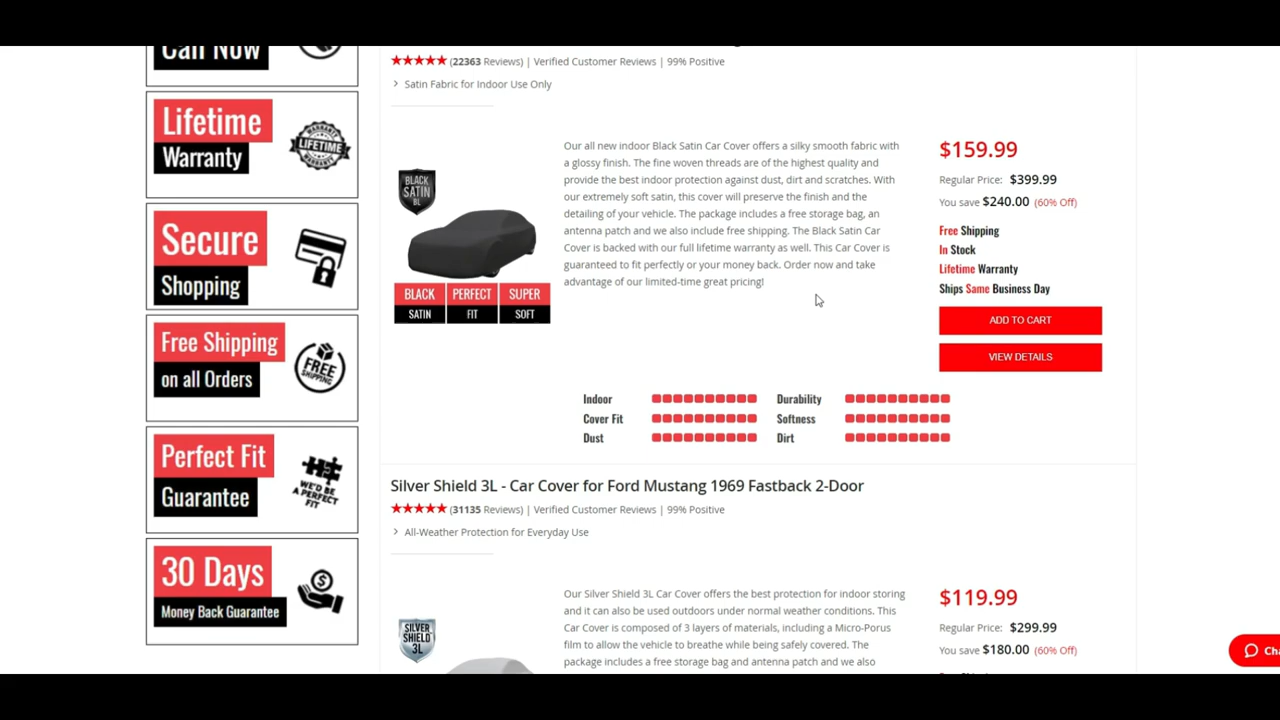 Call Now
Lifetime
Warranty
LIFETIME
Secure
Shopping
Free Shipping
on all Orders
FREE
SHIPPING
Perfect Fit
Guarantee
WE'D BE
A PERFECT
FIT
30 Days
Money Back Guarantee
★★★★★ (22363 Reviews) | Verified Customer Reviews | 99% Positive
> Satin Fabric for Indoor Use Only
BLACK
SATIN
BL
BLACK PERFECT SUPER
SATIN FIT SOFT
Our all new indoor Black Satin Car Cover offers a silky smooth fabric with
a glossy finish. The fine woven threads are of the highest quality and
provide the best indoor protection against dust, dirt and scratches. With
our extremely soft satin, this cover will preserve the finish and the
detailing of your vehicle. The package includes a free storage bag, an
antenna patch and we also include free shipping. The Black Satin Car
Cover is backed with our full lifetime warranty as well. This Car Cover is
guaranteed to fit perfectly or your money back. Order now and take
advantage of our limited-time great pricing!
$159.99
Regular Price: $399.99
You save $240.00 (60% Off)
Free Shipping
In Stock
Lifetime Warranty
Ships Same Business Day
ADD TO CART
VIEW DETAILS
Indoor Durability
Cover Fit Softness
Dust Dirt
Silver Shield 3L - Car Cover for Ford Mustang 1969 Fastback 2-Door
★★★★★ (31135 Reviews) | Verified Customer Reviews | 99% Positive
> All-Weather Protection for Everyday Use
SILVER
SHIELD
3L
Our Silver Shield 3L Car Cover offers the best protection for indoor storing
and it can also be used outdoors under normal weather conditions. This
Car Cover is composed of 3 layers of materials, including a Micro-Porus
film to allow the vehicle to breathe while being safely covered. The
package includes a free storage bag and antenna patch and we also
$119.99
Regular Price: $299.99
You save $180.00 (60% Off)
Cha